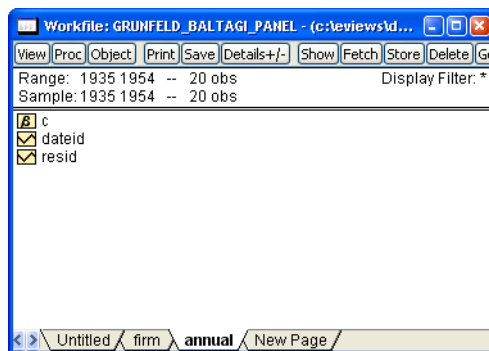 Workfile: GRUNFELD_BALTAGI_PANEL - (c:\eviews\d...
View Proc Object Print Save Details+/- Show Fetch Store Delete Ge
Range: 1935 1954 -- 20 obs Display Filter: *
Sample: 1935 1954 -- 20 obs
β c
dateid
resid
< > Untitled firm annual New Page